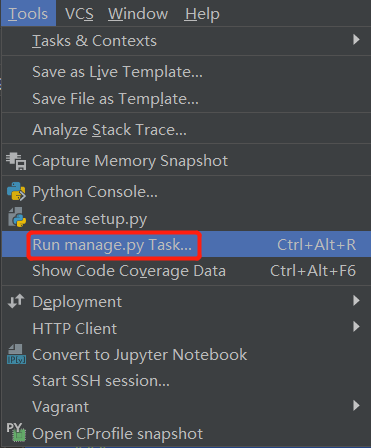 Tools VCS Window Help
Tasks & Contexts
Save as Live Template...
Save File as Template...
Analyze Stack Trace...
Capture Memory Snapshot
Python Console...
Create setup.py
Run manage.py Task... Ctrl+Alt+R
Show Code Coverage Data Ctrl+Alt+F6
Deployment
HTTP Client
Convert to Jupyter Notebook
Start SSH session...
Vagrant
PY Open CProfile snapshot